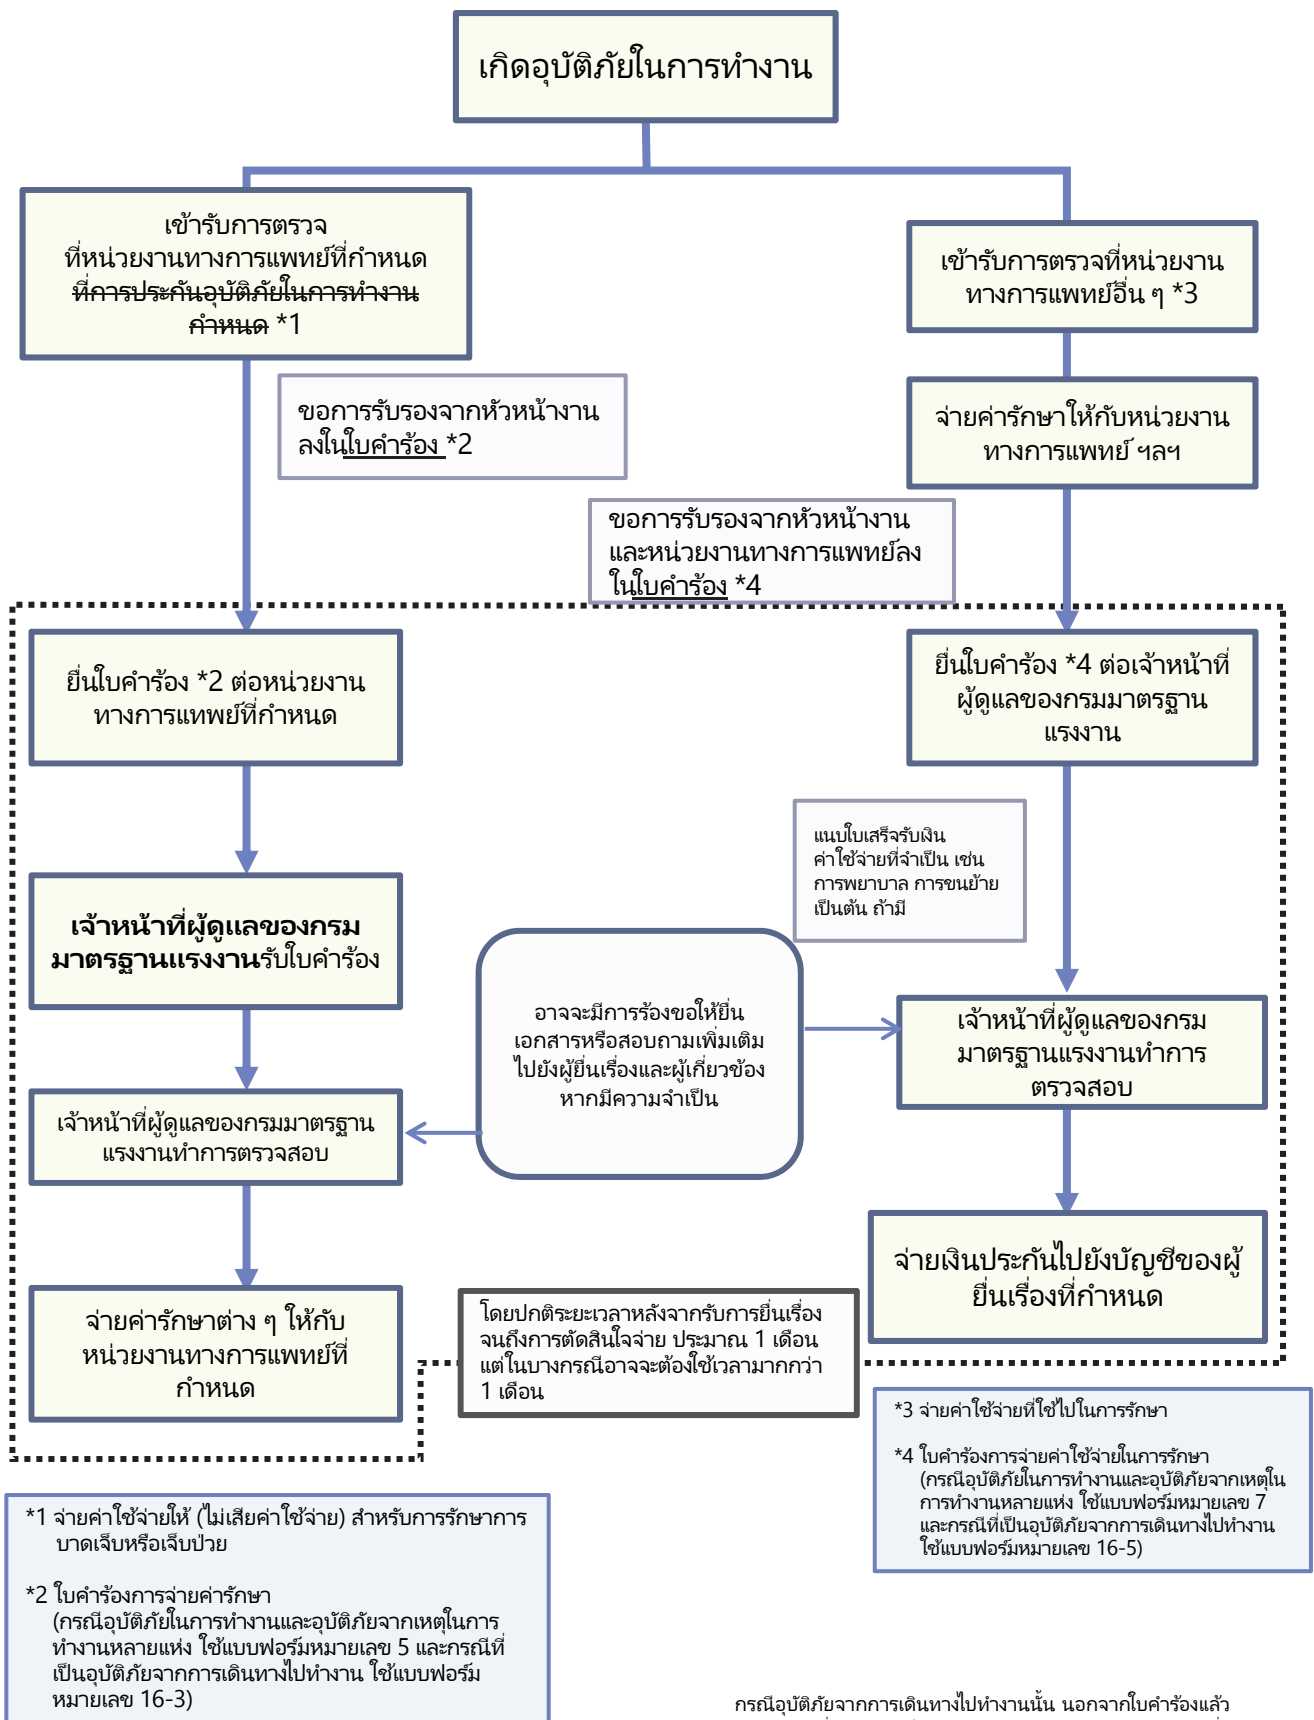 เกิดอุบัติภัยในการทำงาน
เข้ารับการตรวจ
ที่หน่วยงานทางการแพทย์ที่กำหนด
ที่การประกันอุบัติภัยในการทำงาน
กำหนด *1
เข้ารับการตรวจที่หน่วยงาน
ทางการแพทย์อื่น ๆ *3
ขอการรับรองจากหัวหน้างาน
ลงในใบคำร้อง *2
จ่ายค่ารักษาให้กับหน่วยงาน
ทางการแพทย์ ฯลฯ
ขอการรับรองจากหัวหน้างาน
และหน่วยงานทางการแพทย์ลง
ในใบคำร้อง *4
ยื่นใบคำร้อง *2 ต่อหน่วยงาน
ทางการแทพย์ที่กำหนด
ยื่นใบคำร้อง *4 ต่อเจ้าหน้าที่
ผู้ดูแลของกรมมาตรฐาน
แรงงาน
แนบใบเสร็จรับเงิน
ค่าใช้จ่ายที่จำเป็น เช่น
การพยาบาล การขนย้าย
เป็นต้น ถ้ามี
เจ้าหน้าที่ผู้ดูแลของกรม
มาตรฐานแรงงานรับใบคำร้อง
อาจจะมีการร้องขอให้ยื่น
เอกสารหรือสอบถามเพิ่มเติม
ไปยังผู้ยื่นเรื่องและผู้เกี่ยวข้อง
หากมีความจำเป็น
เจ้าหน้าที่ผู้ดูแลของกรม
มาตรฐานแรงงานทำการ
ตรวจสอบ
เจ้าหน้าที่ผู้ดูแลของกรมมาตรฐาน
แรงงานทำการตรวจสอบ
จ่ายเงินประกันไปยังบัญชีของผู้
ยื่นเรื่องที่กำหนด
จ่ายค่ารักษาต่าง ๆ ให้กับ
หน่วยงานทางการแพทย์ที่
กำหนด
โดยปกติระยะเวลาหลังจากรับการยื่นเรื่อง
จนถึงการตัดสินใจจ่าย ประมาณ 1 เดือน
แต่ในบางกรณีอาจจะต้องใช้เวลามากกว่า
1 เดือน
*3 จ่ายค่าใช้จ่ายที่ใช้ไปในการรักษา
*4 ใบคำร้องการจ่ายค่าใช้จ่ายในการรักษา
(กรณีอุบัติภัยในการทำงานและอุบัติภัยจากเหตุใน
การทำงานหลายแห่ง ใช้แบบฟอร์มหมายเลข 7
และกรณีที่เป็นอุบัติภัยจากการเดินทางไปทำงาน
ใช้แบบฟอร์มหมายเลข 16-5)
*1 จ่ายค่าใช้จ่ายให้ (ไม่เสียค่าใช้จ่าย) สำหรับการรักษาการ
บาดเจ็บหรือเจ็บป่วย
*2 ใบคำร้องการจ่ายค่ารักษา
(กรณีอุบัติภัยในการทำงานและอุบัติภัยจากเหตุในการ
ทำงานหลายแห่ง ใช้แบบฟอร์มหมายเลข 5 และกรณีที่
เป็นอุบัติภัยจากการเดินทางไปทำงาน ใช้แบบฟอร์ม
หมายเลข 16-3)
กรณีอุบัติภัยจากการเดินทางไปทำงานนั้น นอกจากใบคำร้องแล้ว